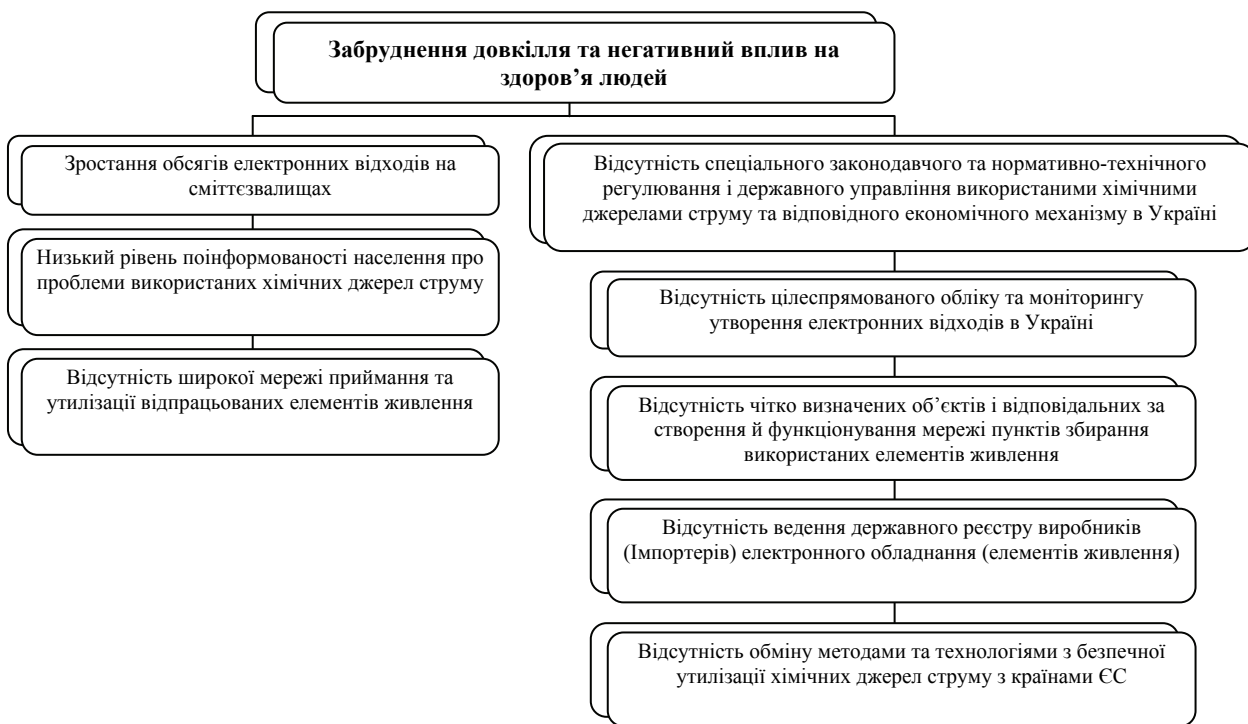 Забруднення довкілля та негативний вплив на
здоров’я людей
Зростання обсягів електронних відходів на
сміттєзвалищах
Низький рівень поінформованості населення про
проблеми використаних хімічних джерел струму
Відсутність широкої мережі приймання та
утилізації відпрацьованих елементів живлення
Відсутність спеціального законодавчого та нормативно-технічного
регулювання і державного управління використаними хімічними
джерелами струму та відповідного економічного механізму в Україні
Відсутність цілеспрямованого обліку та моніторингу
утворення електронних відходів в Україні
Відсутність чітко визначених об’єктів і відповідальних за
створення й функціонування мережі пунктів збирання
використаних елементів живлення
Відсутність ведення державного реєстру виробників
(Імпортерів) електронного обладнання (елементів живлення)
Відсутність обміну методами та технологіями з безпечної
утилізації хімічних джерел струму з країнами ЄС